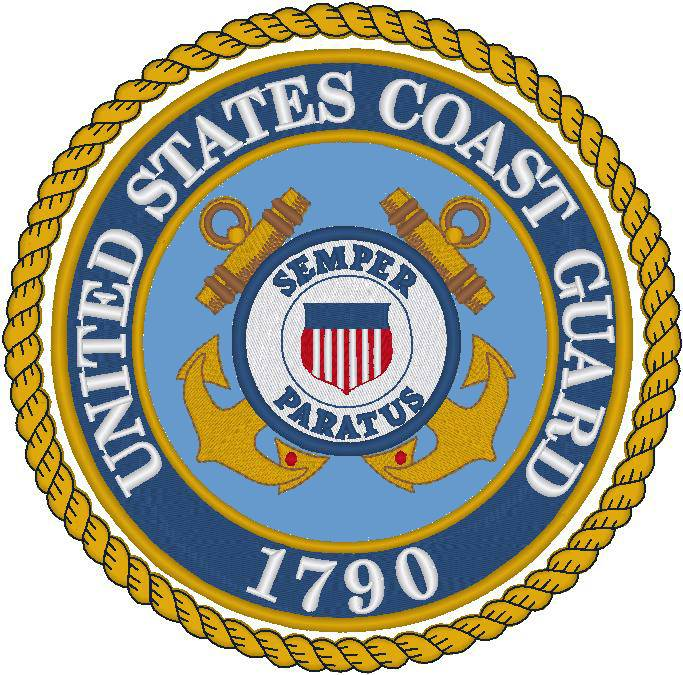 UNITED STATES COAST GUARD
SEMPER
PARATUS
1790